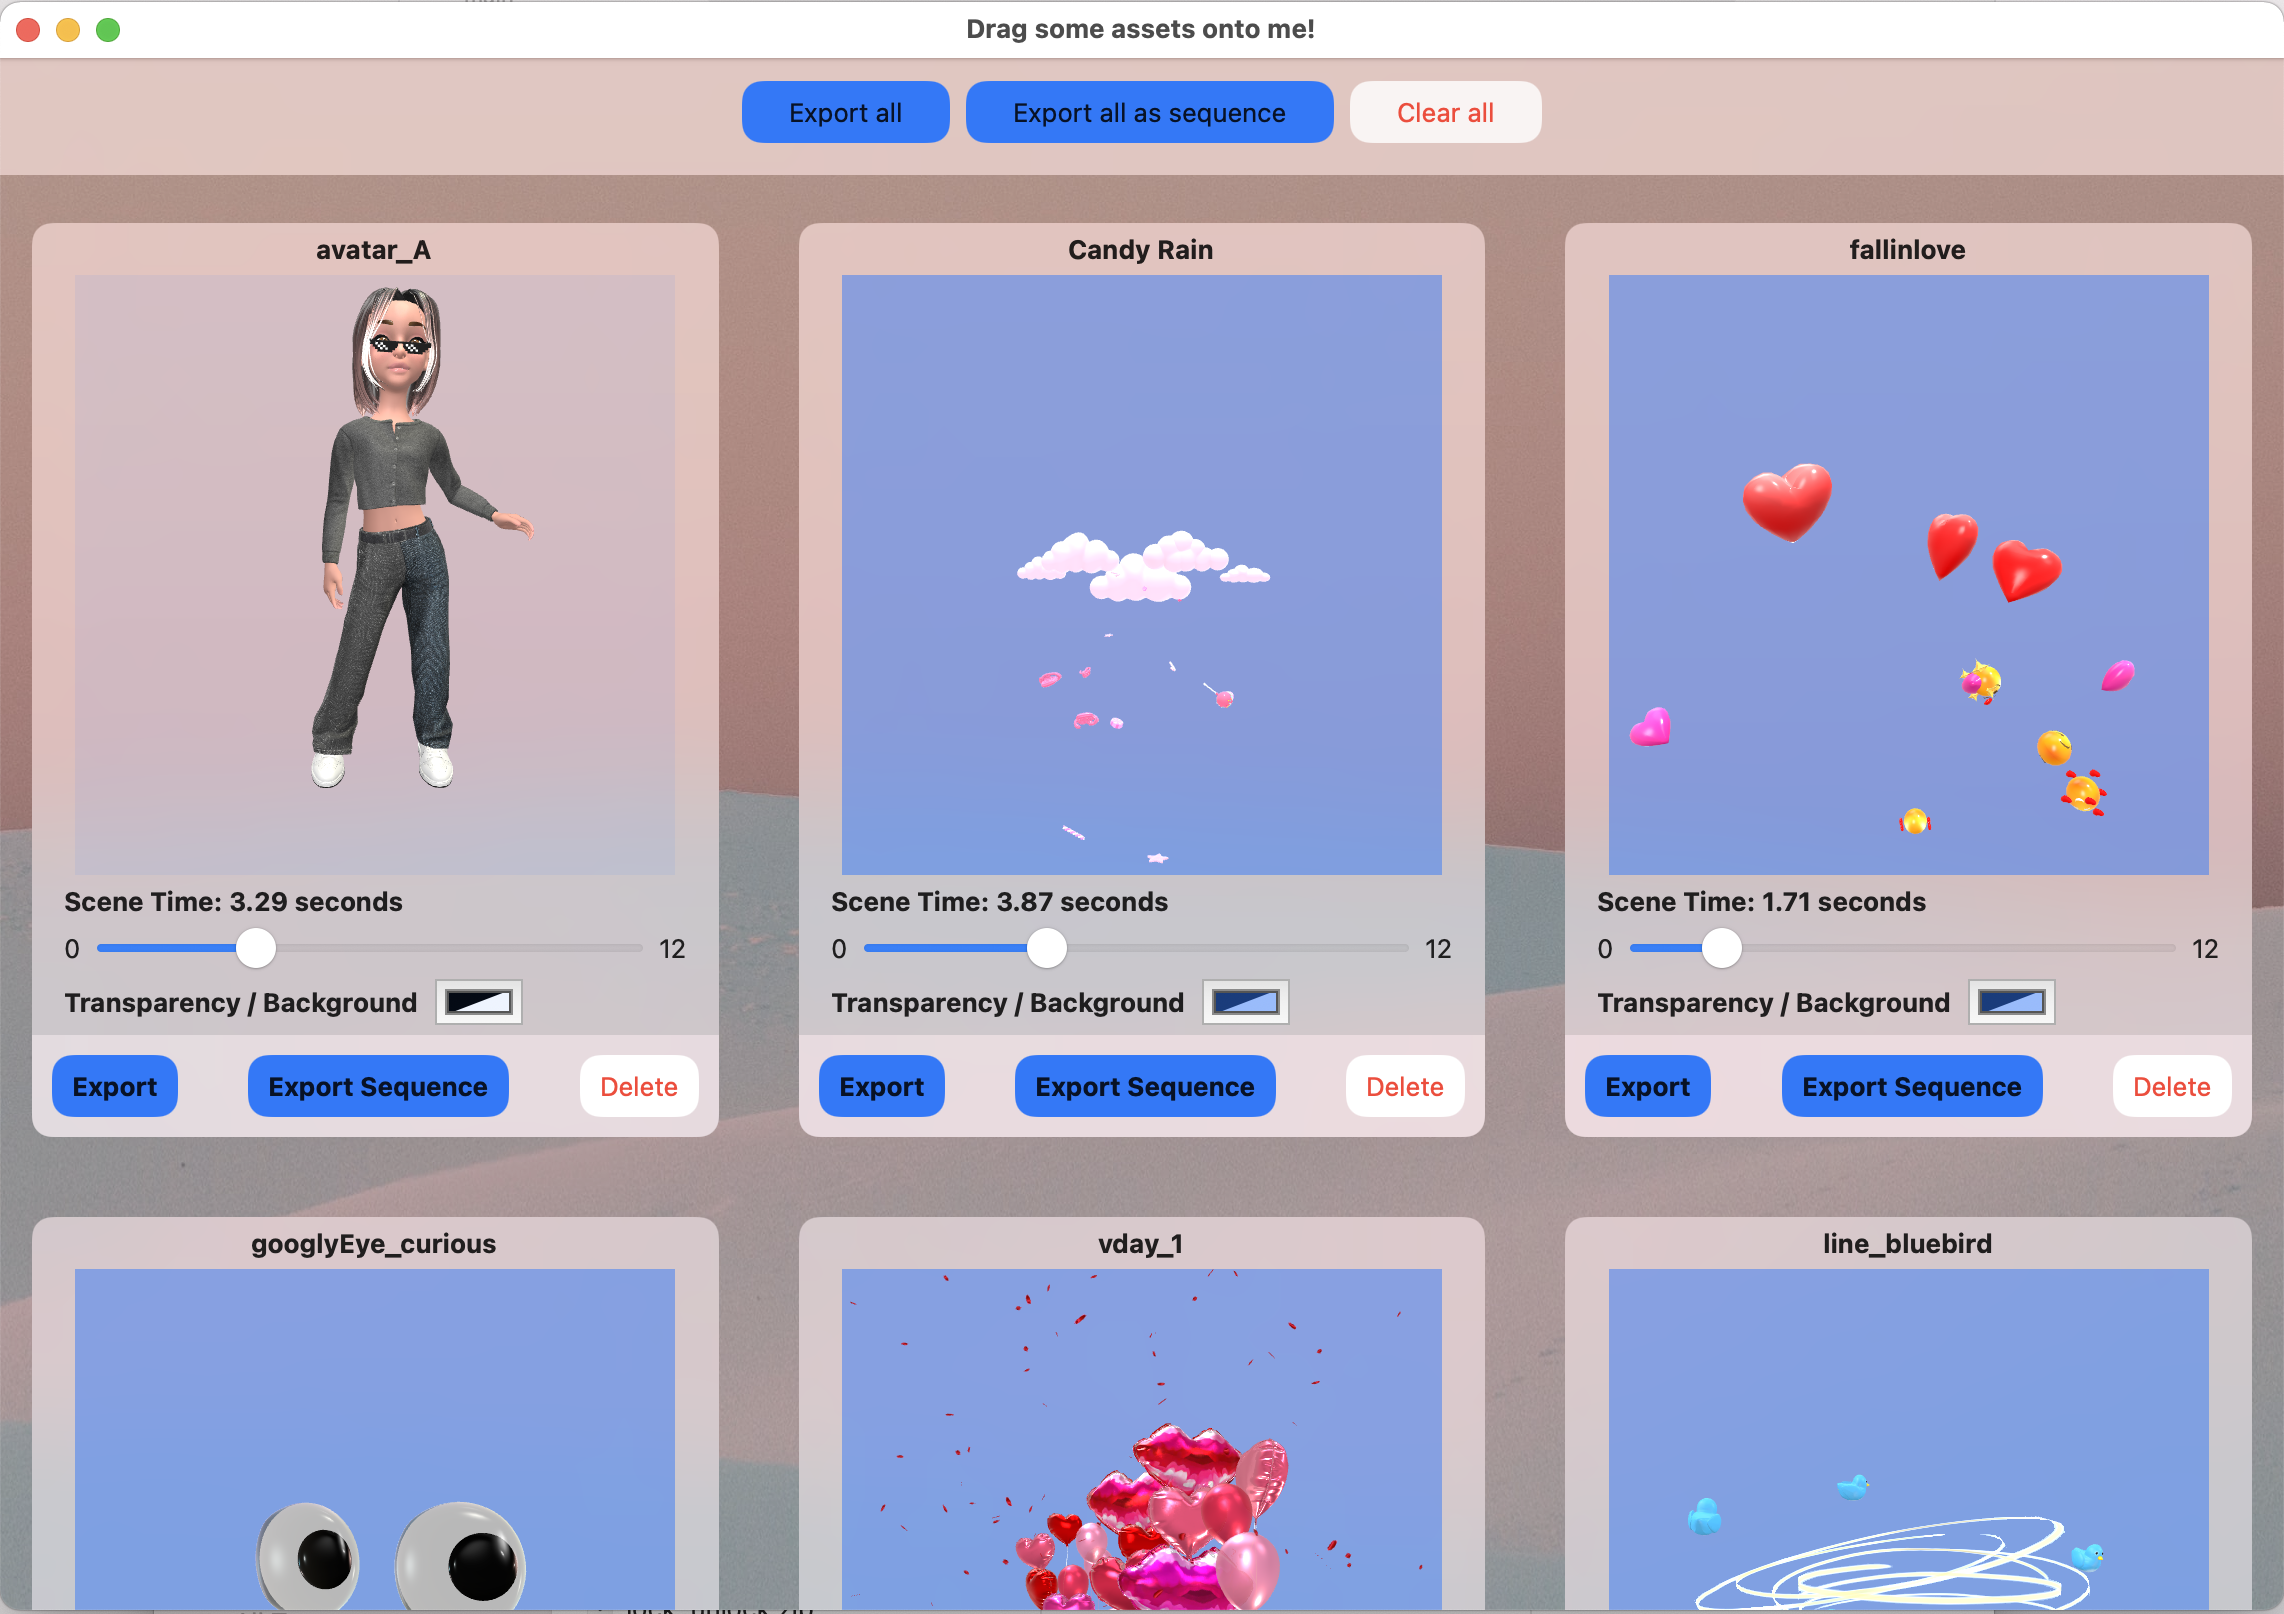 Drag some assets onto me!
Export all
Export all as sequence
Clear all
avatar_A
Candy Rain
fallinlove
Scene Time: 3.29 seconds
Scene Time: 3.87 seconds
Scene Time: 1.71 seconds
0
12
0
12
0
12
Transparency / Background
Transparency / Background
Transparency / Background
Export
Export Sequence
Delete
Export
Export Sequence
Delete
Export
Export Sequence
Delete
googlyEye_curious
vday_1
line_bluebird